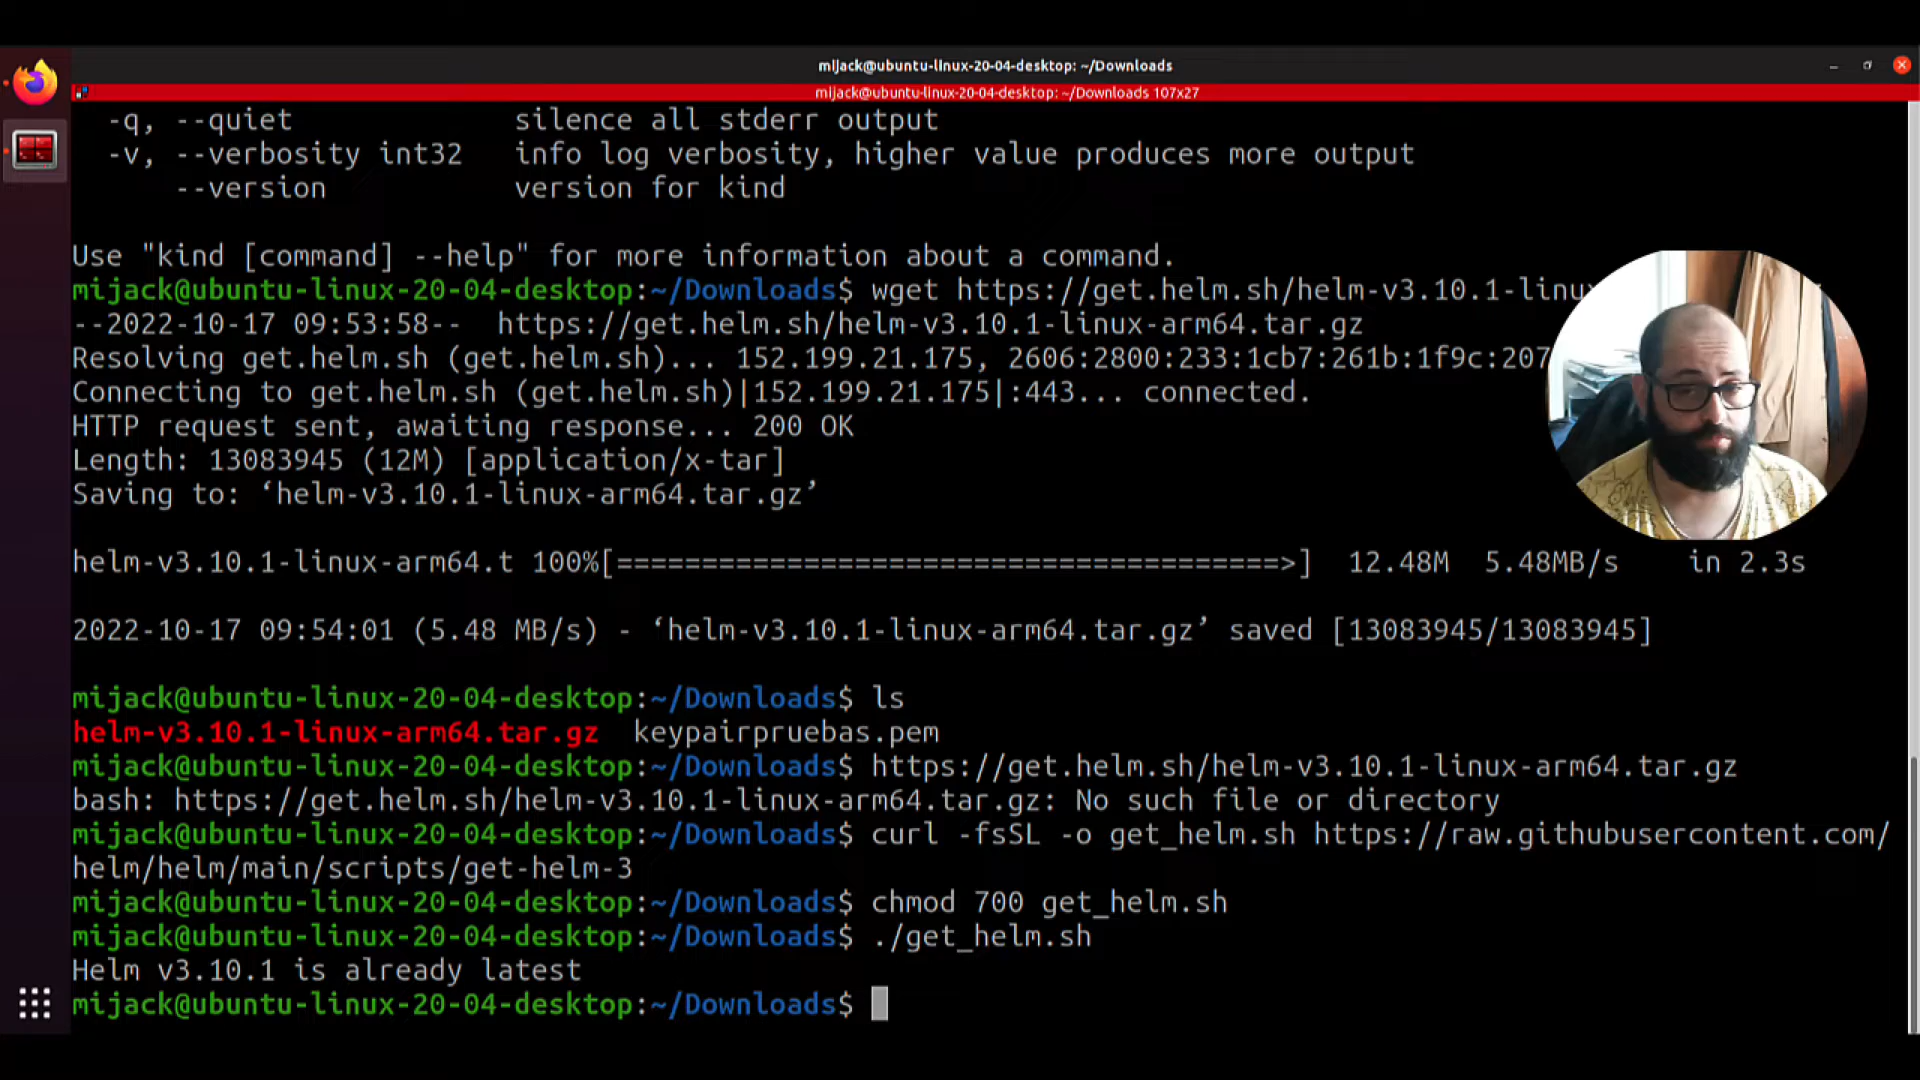 mijack@ubuntu-linux-20-04-desktop: ~/Downloads
mijack@ubuntu-linux-20-04-desktop: ~/Downloads 107x27
-q, --quiet silence all stderr output
-v, --verbosity int32 info log verbosity, higher value produces more output
--version version for kind
Use "kind [command] --help" for more information about a command.
mijack@ubuntu-linux-20-04-desktop:~/Downloads$ wget https://get.helm.sh/helm-v3.10.1-linu
--2022-10-17 09:53:58-- https://get.helm.sh/helm-v3.10.1-linux-arm64.tar.gz
Resolving get.helm.sh (get.helm.sh)... 152.199.21.175, 2606:2800:233:1cb7:261b:1f9c:207
Connecting to get.helm.sh (get.helm.sh)|152.199.21.175|:443... connected.
HTTP request sent, awaiting response... 200 OK
Length: 13083945 (12M) [application/x-tar]
Saving to: ‘helm-v3.10.1-linux-arm64.tar.gz’
helm-v3.10.1-linux-arm64.t 100%[=======================================>] 12.48M 5.48MB/s in 2.3s
2022-10-17 09:54:01 (5.48 MB/s) - ‘helm-v3.10.1-linux-arm64.tar.gz’ saved [13083945/13083945]
mijack@ubuntu-linux-20-04-desktop:~/Downloads$ ls
helm-v3.10.1-linux-arm64.tar.gz keypairpruebas.pem
mijack@ubuntu-linux-20-04-desktop:~/Downloads$ https://get.helm.sh/helm-v3.10.1-linux-arm64.tar.gz
bash: https://get.helm.sh/helm-v3.10.1-linux-arm64.tar.gz: No such file or directory
mijack@ubuntu-linux-20-04-desktop:~/Downloads$ curl -fsSL -o get_helm.sh https://raw.githubusercontent.com/
helm/helm/main/scripts/get-helm-3
mijack@ubuntu-linux-20-04-desktop:~/Downloads$ chmod 700 get_helm.sh
mijack@ubuntu-linux-20-04-desktop:~/Downloads$ ./get_helm.sh
Helm v3.10.1 is already latest
mijack@ubuntu-linux-20-04-desktop:~/Downloads$